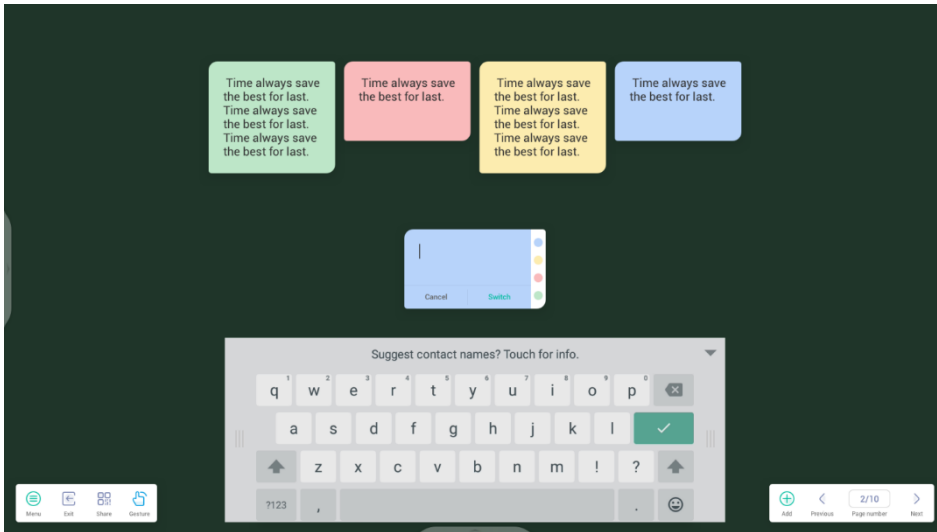 Time always save
the best for last.
Time always save
the best for last.
Time always save
the best for last.
Time always save
the best for last.
Time always save
the best for last.
Time always save
the best for last.
Time always save
the best for last.
Time always save
the best for last.
Cancel Switch
Suggest contact names? Touch for info.
q 1 w 2 e 3 r 4 t 5 y 6 u 7 i 8 o 9 p 0
a s d f g h j k l
z x c v b n m ! ?
?123 , .
Menu Exit Share Gesture
2/10
Add Previous Page number Next